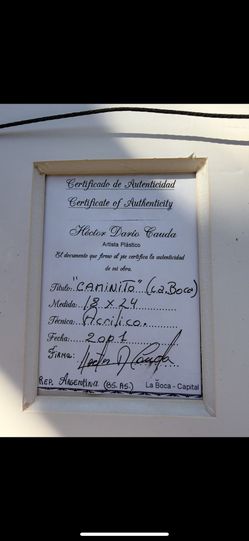 Certificado de Autenticidad
Certificate of Authenticity
Héctor Darío Cauda
Artista Plástico
El documento que firmo al pie certifica la autenticidad
de mi obra.
Título: "CAMINITO" (La Boca)
Medida: 18 x 24
Técnica: Acrílico.
Fecha: 2001
Firma:
REP. ARGENTINA (BS. AS.) La Boca - Capital